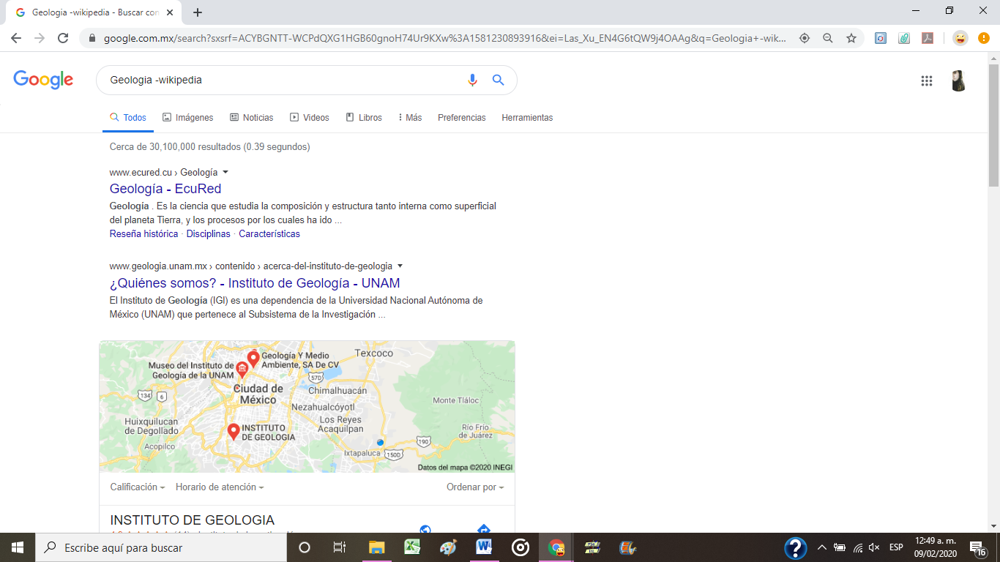 Geologia -wikipedia - Buscar con
google.com.mx/search?sxsrf=ACYBGNTT-WCPdQXG1HGB60gnoH74Ur9KXw%3A1581230893916&ei=Las_Xu_EN4G6tQW9j4OAAg&q=Geologia+-wik...
Google
Geologia -wikipedia
Todos Imágenes Noticias Videos Libros Más Preferencias Herramientas
Cerca de 30,100,000 resultados (0.39 segundos)
www.ecured.cu › Geología
Geología - EcuRed
Geología . Es la ciencia que estudia la composición y estructura tanto interna como superficial
del planeta Tierra, y los procesos por los cuales ha ido ...
Reseña histórica · Disciplinas · Características
www.geologia.unam.mx › contenido › acerca-del-instituto-de-geologia
¿Quiénes somos? - Instituto de Geología - UNAM
El Instituto de Geología (IGI) es una dependencia de la Universidad Nacional Autónoma de
México (UNAM) que pertenece al Subsistema de la Investigación ...
Texcoco
Geología Y Medio
Ambiente, SA De CV
Museo del Instituto de
Geología de la UNAM
57D
Ciudad de
México
Chimalhuacán
134
6
Nezahualcóyotl
Monte Tláloc
Los Reyes
Acaquilpan
Huixquilucan
de Degollado
INSTITUTO
DE GEOLOGIA
Río Frío
de Juárez
Acopilco
190
Ixtapaluca
150D
Datos del mapa ©2020 INEGI
Calificación Horario de atención Ordenar por
INSTITUTO DE GEOLOGIA
Escribe aquí para buscar
ESP
12:49 a. m.
09/02/2020
16